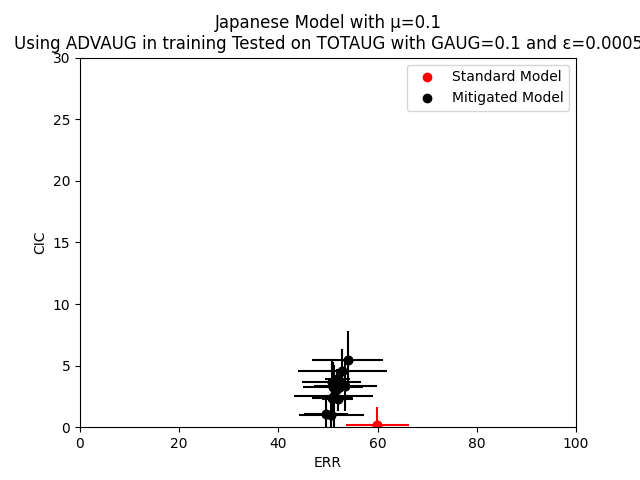 Japanese Model with μ=0.1
Using ADVAUG in training Tested on TOTAUG with GAUG=0.1 and ε=0.0005
30
25
20
15
10
5
0
CIC
Standard Model
Mitigated Model
0 20 40 60 80 100
ERR